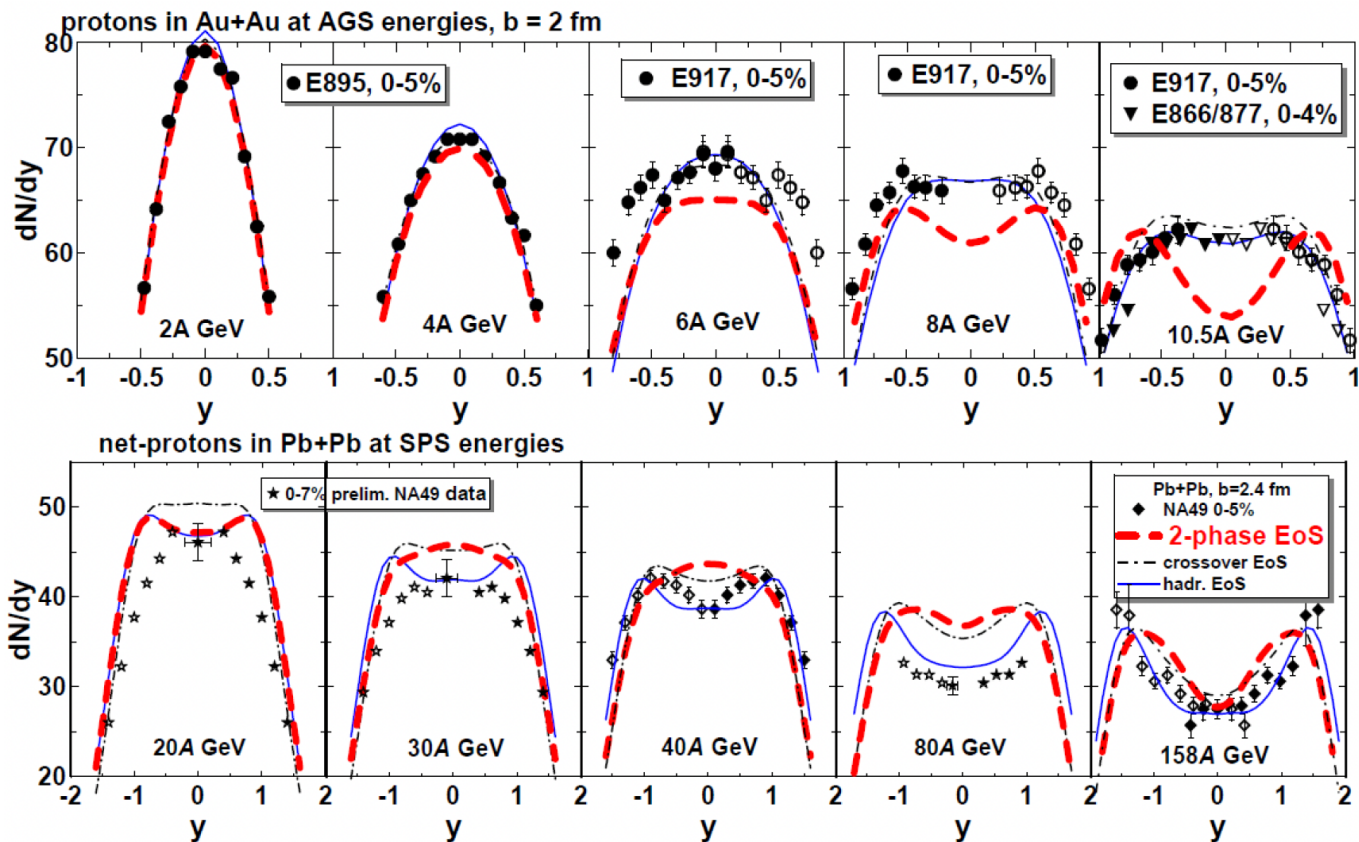 protons in Au+Au at AGS energies, b = 2 fm
80
70
60
50
dN/dy
E895, 0-5%
E917, 0-5%
E917, 0-5%
E917, 0-5%
E866/877, 0-4%
2A GeV
4A GeV
6A GeV
8A GeV
10.5A GeV
1 -0.5 0 0.5 1 -0.5 0 0.5 1 -0.5 0 0.5 1 -0.5 0 0.5 1 -0.5 0 0.5 1
y y y y y
net-protons in Pb+Pb at SPS energies
50
40
30
20
dN/dy
0-7% prelim. NA49 data
Pb+Pb, b=2.4 fm
NA49 0-5%
2-phase EoS
crossover EoS
hadr. EoS
20A GeV
30A GeV
40A GeV
80A GeV
158A GeV
-2 -1 0 1 2 -1 0 1 2 -1 0 1 2 -1 0 1 2 -1 0 1 2
y y y y y